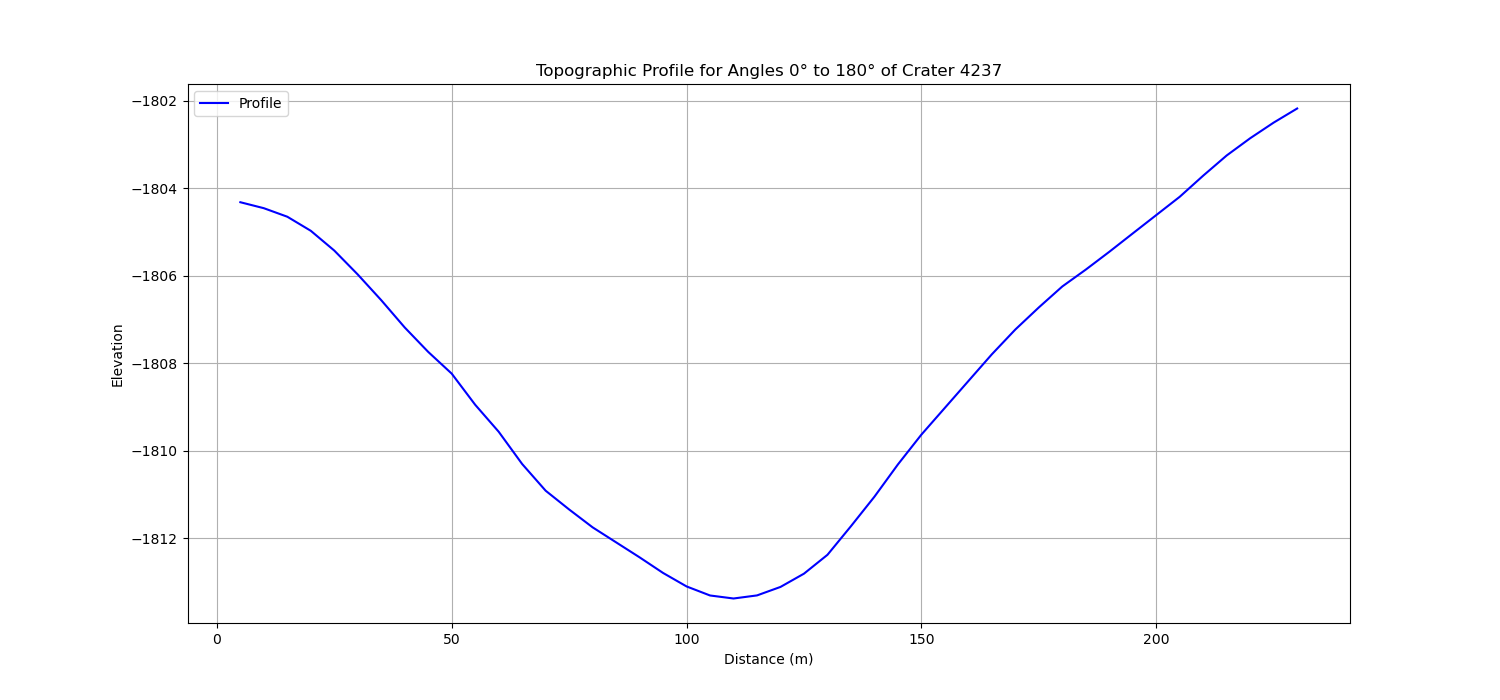 Topographic Profile for Angles 0° to 180° of Crater 4237
Profile
−1802
−1804
−1806
−1808
−1810
−1812
Elevation
0 50 100 150 200
Distance (m)